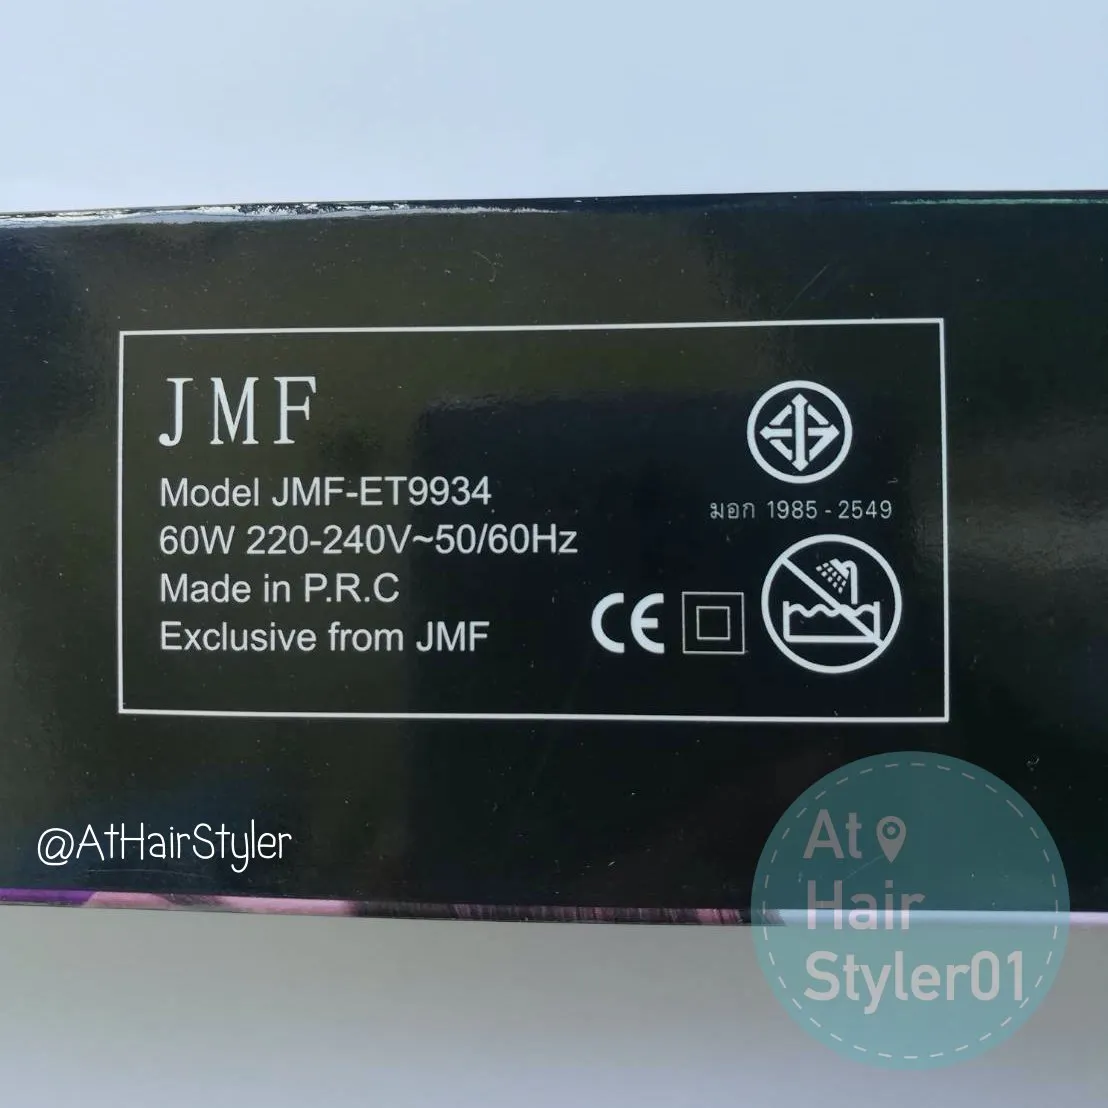 JMF
Model JMF-ET9934
60W 220-240V~50/60Hz
Made in P.R.C
Exclusive from JMF
มอก 1985 - 2549
CE
@AtHairStyler
At
Hair
Styler01